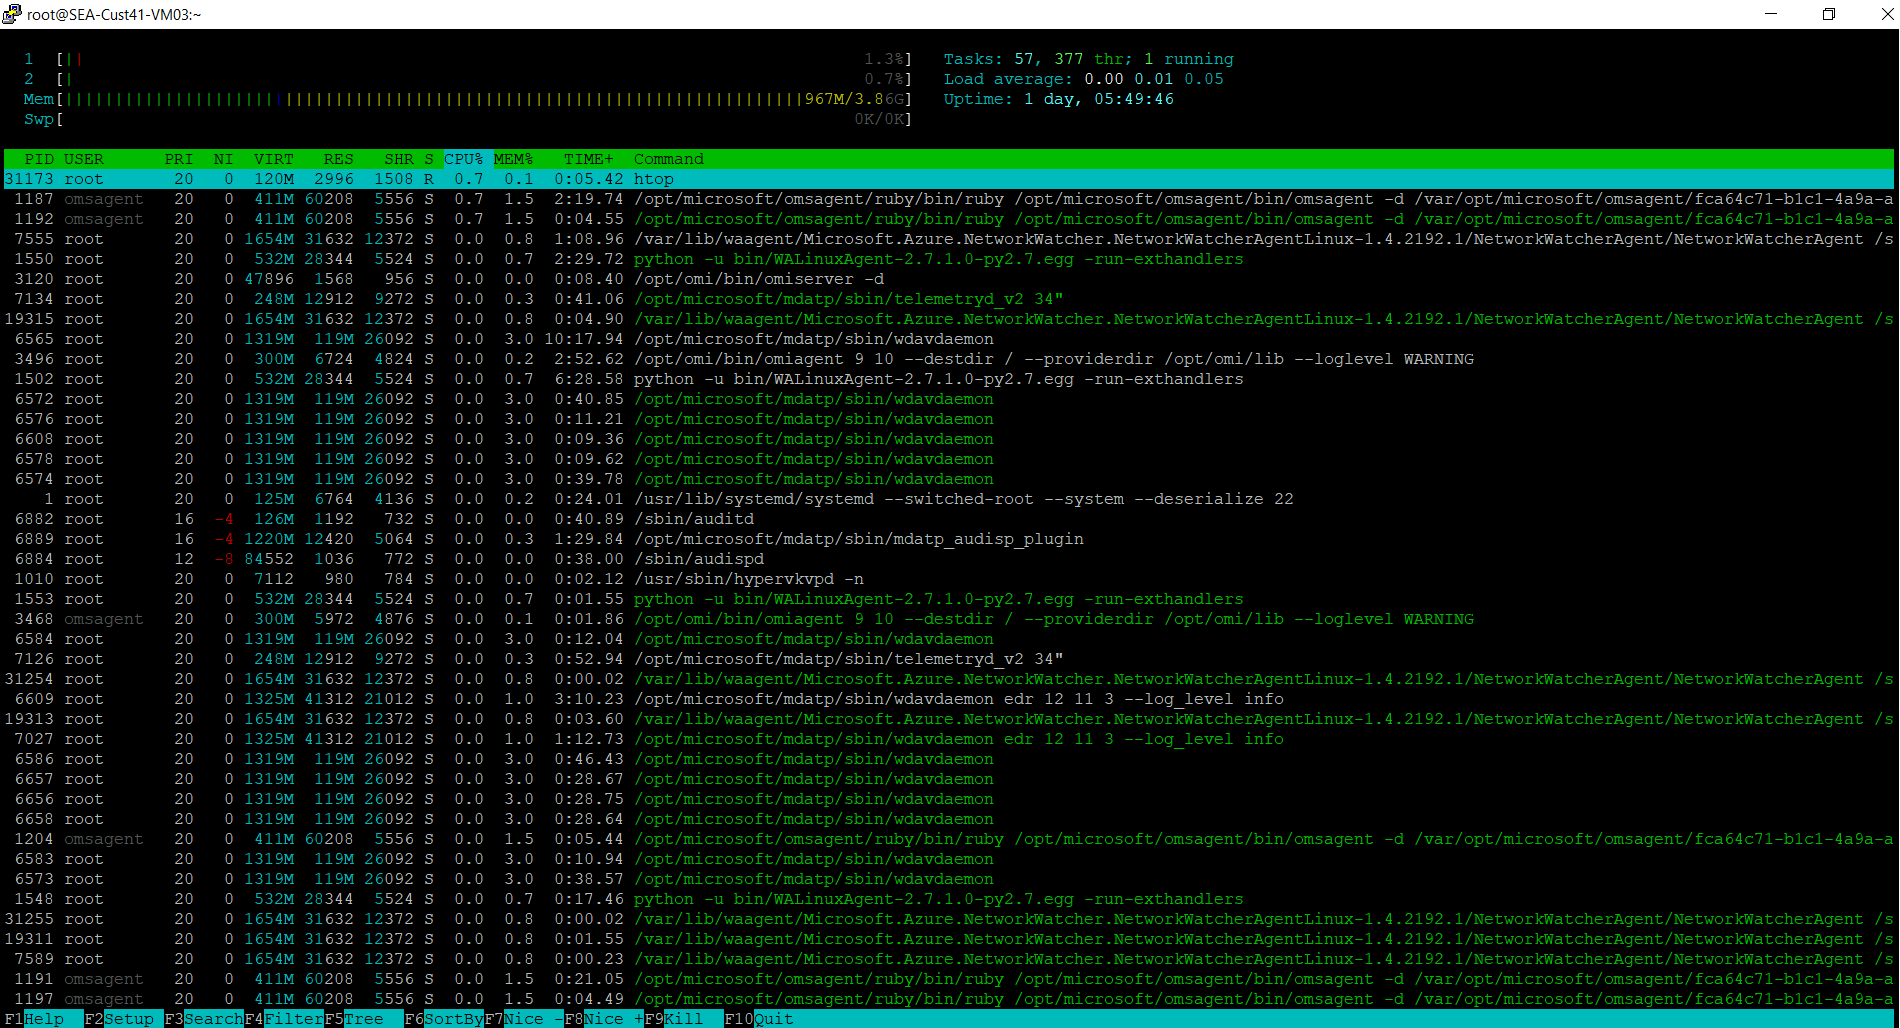 root@SEA-Cust41-VM03:~
1 [|| 1.3%] Tasks: 57, 377 thr; 1 running
2 [| 0.7%] Load average: 0.00 0.01 0.05
Mem[||||||||||||||||||||||||||||||||||||||||||||||||||||||||||||||||||||||||||967M/3.86G] Uptime: 1 day, 05:49:46
Swp[ 0K/0K]
PID USER PRI NI VIRT RES SHR S CPU% MEM% TIME+ Command
31173 root 20 0 120M 2996 1508 R 0.7 0.1 0:05.42 htop
1187 omsagent 20 0 411M 60208 5556 S 0.7 1.5 2:19.74 /opt/microsoft/omsagent/ruby/bin/ruby /opt/microsoft/omsagent/bin/omsagent -d /var/opt/microsoft/omsagent/fca64c71-b1c1-4a9a-a
1192 omsagent 20 0 411M 60208 5556 S 0.7 1.5 0:04.55 /opt/microsoft/omsagent/ruby/bin/ruby /opt/microsoft/omsagent/bin/omsagent -d /var/opt/microsoft/omsagent/fca64c71-b1c1-4a9a-a
7555 root 20 0 1654M 31632 12372 S 0.0 0.8 1:08.96 /var/lib/waagent/Microsoft.Azure.NetworkWatcher.NetworkWatcherAgentLinux-1.4.2192.1/NetworkWatcherAgent/NetworkWatcherAgent /s
1550 root 20 0 532M 28344 5524 S 0.0 0.7 2:29.72 python -u bin/WALinuxAgent-2.7.1.0-py2.7.egg -run-exthandlers
3120 root 20 0 47896 1568 956 S 0.0 0.0 0:08.40 /opt/omi/bin/omiserver -d
7134 root 20 0 248M 12912 9272 S 0.0 0.3 0:41.06 /opt/microsoft/mdatp/sbin/telemetryd_v2 34"
19315 root 20 0 1654M 31632 12372 S 0.0 0.8 0:04.90 /var/lib/waagent/Microsoft.Azure.NetworkWatcher.NetworkWatcherAgentLinux-1.4.2192.1/NetworkWatcherAgent/NetworkWatcherAgent /s
6565 root 20 0 1319M 119M 26092 S 0.0 3.0 10:17.94 /opt/microsoft/mdatp/sbin/wdavdaemon
3496 root 20 0 300M 6724 4824 S 0.0 0.2 2:52.62 /opt/omi/bin/omiagent 9 10 --destdir / --providerdir /opt/omi/lib --loglevel WARNING
1502 root 20 0 532M 28344 5524 S 0.0 0.7 6:28.58 python -u bin/WALinuxAgent-2.7.1.0-py2.7.egg -run-exthandlers
6572 root 20 0 1319M 119M 26092 S 0.0 3.0 0:40.85 /opt/microsoft/mdatp/sbin/wdavdaemon
6576 root 20 0 1319M 119M 26092 S 0.0 3.0 0:11.21 /opt/microsoft/mdatp/sbin/wdavdaemon
6608 root 20 0 1319M 119M 26092 S 0.0 3.0 0:09.36 /opt/microsoft/mdatp/sbin/wdavdaemon
6578 root 20 0 1319M 119M 26092 S 0.0 3.0 0:09.62 /opt/microsoft/mdatp/sbin/wdavdaemon
6574 root 20 0 1319M 119M 26092 S 0.0 3.0 0:39.78 /opt/microsoft/mdatp/sbin/wdavdaemon
1 root 20 0 125M 6764 4136 S 0.0 0.2 0:24.01 /usr/lib/systemd/systemd --switched-root --system --deserialize 22
6882 root 16 -4 126M 1192 732 S 0.0 0.0 0:40.89 /sbin/auditd
6889 root 16 -4 1220M 12420 5064 S 0.0 0.3 1:29.84 /opt/microsoft/mdatp/sbin/mdatp_audisp_plugin
6884 root 12 -8 84552 1036 772 S 0.0 0.0 0:38.00 /sbin/audispd
1010 root 20 0 7112 980 784 S 0.0 0.0 0:02.12 /usr/sbin/hypervkvpd -n
1553 root 20 0 532M 28344 5524 S 0.0 0.7 0:01.55 python -u bin/WALinuxAgent-2.7.1.0-py2.7.egg -run-exthandlers
3468 omsagent 20 0 300M 5972 4876 S 0.0 0.1 0:01.86 /opt/omi/bin/omiagent 9 10 --destdir / --providerdir /opt/omi/lib --loglevel WARNING
6584 root 20 0 1319M 119M 26092 S 0.0 3.0 0:12.04 /opt/microsoft/mdatp/sbin/wdavdaemon
7126 root 20 0 248M 12912 9272 S 0.0 0.3 0:52.94 /opt/microsoft/mdatp/sbin/telemetryd_v2 34"
31254 root 20 0 1654M 31632 12372 S 0.0 0.8 0:00.02 /var/lib/waagent/Microsoft.Azure.NetworkWatcher.NetworkWatcherAgentLinux-1.4.2192.1/NetworkWatcherAgent/NetworkWatcherAgent /s
6609 root 20 0 1325M 41312 21012 S 0.0 1.0 3:10.23 /opt/microsoft/mdatp/sbin/wdavdaemon edr 12 11 3 --log_level info
19313 root 20 0 1654M 31632 12372 S 0.0 0.8 0:03.60 /var/lib/waagent/Microsoft.Azure.NetworkWatcher.NetworkWatcherAgentLinux-1.4.2192.1/NetworkWatcherAgent/NetworkWatcherAgent /s
7027 root 20 0 1325M 41312 21012 S 0.0 1.0 1:12.73 /opt/microsoft/mdatp/sbin/wdavdaemon edr 12 11 3 --log_level info
6586 root 20 0 1319M 119M 26092 S 0.0 3.0 0:46.43 /opt/microsoft/mdatp/sbin/wdavdaemon
6657 root 20 0 1319M 119M 26092 S 0.0 3.0 0:28.67 /opt/microsoft/mdatp/sbin/wdavdaemon
6656 root 20 0 1319M 119M 26092 S 0.0 3.0 0:28.75 /opt/microsoft/mdatp/sbin/wdavdaemon
6658 root 20 0 1319M 119M 26092 S 0.0 3.0 0:28.64 /opt/microsoft/mdatp/sbin/wdavdaemon
1204 omsagent 20 0 411M 60208 5556 S 0.0 1.5 0:05.44 /opt/microsoft/omsagent/ruby/bin/ruby /opt/microsoft/omsagent/bin/omsagent -d /var/opt/microsoft/omsagent/fca64c71-b1c1-4a9a-a
6583 root 20 0 1319M 119M 26092 S 0.0 3.0 0:10.94 /opt/microsoft/mdatp/sbin/wdavdaemon
6573 root 20 0 1319M 119M 26092 S 0.0 3.0 0:38.57 /opt/microsoft/mdatp/sbin/wdavdaemon
1548 root 20 0 532M 28344 5524 S 0.0 0.7 0:17.46 python -u bin/WALinuxAgent-2.7.1.0-py2.7.egg -run-exthandlers
31255 root 20 0 1654M 31632 12372 S 0.0 0.8 0:00.02 /var/lib/waagent/Microsoft.Azure.NetworkWatcher.NetworkWatcherAgentLinux-1.4.2192.1/NetworkWatcherAgent/NetworkWatcherAgent /s
19311 root 20 0 1654M 31632 12372 S 0.0 0.8 0:01.55 /var/lib/waagent/Microsoft.Azure.NetworkWatcher.NetworkWatcherAgentLinux-1.4.2192.1/NetworkWatcherAgent/NetworkWatcherAgent /s
7589 root 20 0 1654M 31632 12372 S 0.0 0.8 0:00.23 /var/lib/waagent/Microsoft.Azure.NetworkWatcher.NetworkWatcherAgentLinux-1.4.2192.1/NetworkWatcherAgent/NetworkWatcherAgent /s
1191 omsagent 20 0 411M 60208 5556 S 0.0 1.5 0:21.05 /opt/microsoft/omsagent/ruby/bin/ruby /opt/microsoft/omsagent/bin/omsagent -d /var/opt/microsoft/omsagent/fca64c71-b1c1-4a9a-a
1197 omsagent 20 0 411M 60208 5556 S 0.0 1.5 0:04.49 /opt/microsoft/omsagent/ruby/bin/ruby /opt/microsoft/omsagent/bin/omsagent -d /var/opt/microsoft/omsagent/fca64c71-b1c1-4a9a-a
F1Help F2Setup F3SearchF4FilterF5Tree F6SortByF7Nice -F8Nice +F9Kill F10Quit